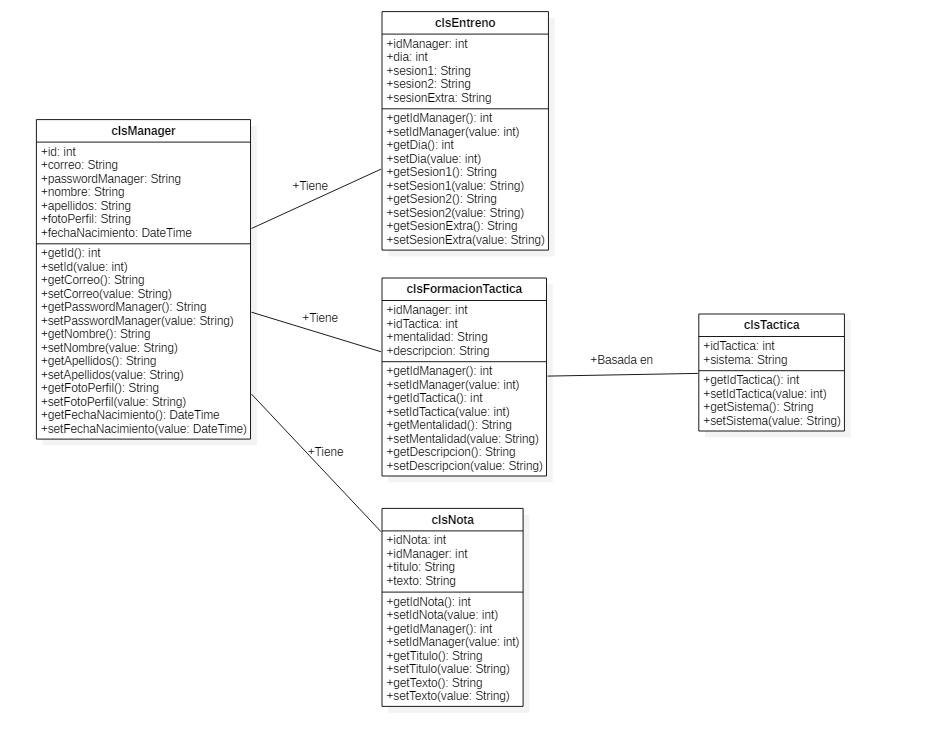 clsManager
+id: int
+correo: String
+passwordManager: String
+nombre: String
+apellidos: String
+fotoPerfil: String
+fechaNacimiento: DateTime
+getId(): int
+setId(value: int)
+getCorreo(): String
+setCorreo(value: String)
+getPasswordManager(): String
+setPasswordManager(value: String)
+getNombre(): String
+setNombre(value: String)
+getApellidos(): String
+setApellidos(value: String)
+getFotoPerfil(): String
+setFotoPerfil(value: String)
+getFechaNacimiento(): DateTime
+setFechaNacimiento(value: DateTime)
+Tiene
+Tiene
+Tiene
clsEntreno
+idManager: int
+dia: int
+sesion1: String
+sesion2: String
+sesionExtra: String
+getIdManager(): int
+setIdManager(value: int)
+getDia(): int
+setDia(value: int)
+getSesion1(): String
+setSesion1(value: String)
+getSesion2(): String
+setSesion2(value: String)
+getSesionExtra(): String
+setSesionExtra(value: String)
clsFormacionTactica
+idManager: int
+idTactica: int
+mentalidad: String
+descripcion: String
+getIdManager(): int
+setIdManager(value: int)
+getIdTactica(): int
+setIdTactica(value: int)
+getMentalidad(): String
+setMentalidad(value: String)
+getDescripcion(): String
+setDescripcion(value: String)
+Basada en
clsTactica
+idTactica: int
+sistema: String
+getIdTactica(): int
+setIdTactica(value: int)
+getSistema(): String
+setSistema(value: String)
clsNota
+idNota: int
+idManager: int
+titulo: String
+texto: String
+getIdNota(): int
+setIdNota(value: int)
+getIdManager(): int
+setIdManager(value: int)
+getTitulo(): String
+setTitulo(value: String)
+getTexto(): String
+setTexto(value: String)